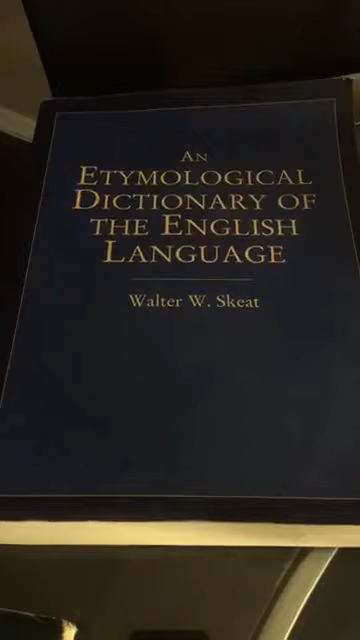 An
Etymological
Dictionary of
the English
Language
Walter W. Skeat